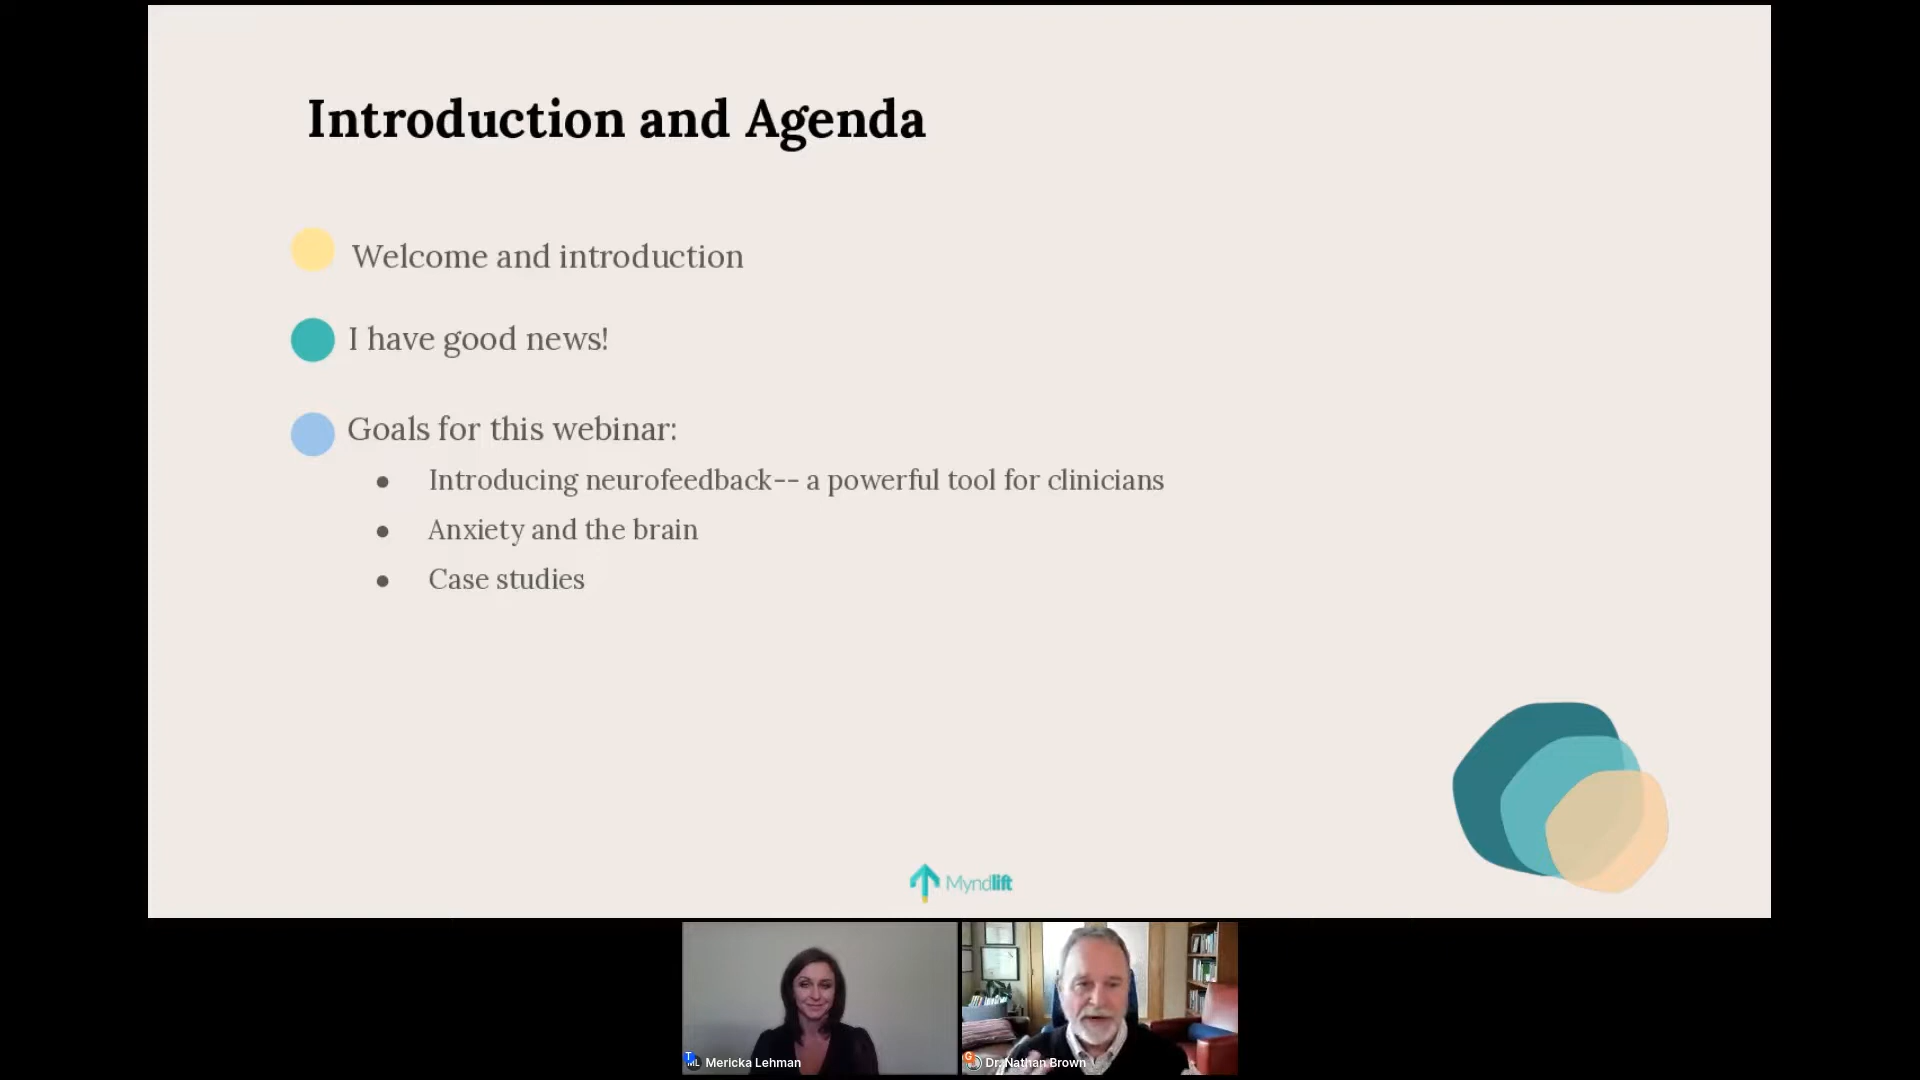 Introduction and Agenda
Welcome and introduction
I have good news!
Goals for this webinar:
● Introducing neurofeedback-- a powerful tool for clinicians
● Anxiety and the brain
● Case studies
Myndlift
T
ML
Mericka Lehman
G
Dr. Nathan Brown